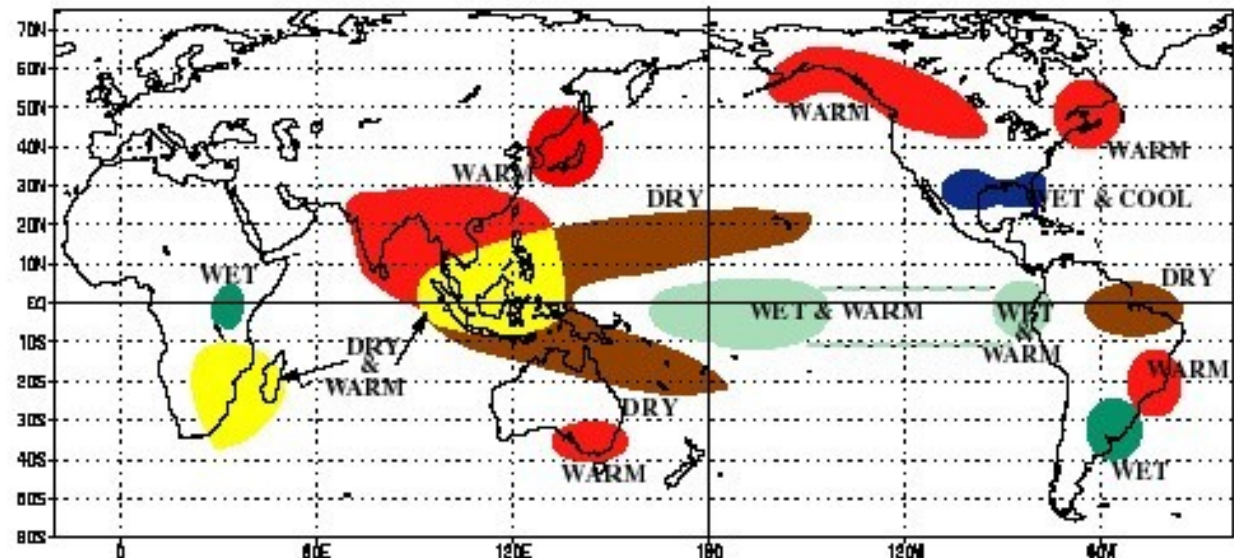 70N
60N
50N
40N
30N
20N
10N
EQ
10S
20S
30S
40S
50S
60S
0
60E
120E
180
120W
60W
WARM
WARM
WARM
DRY
WET & COOL
WET
DRY
WET & WARM
WET
&
WARM
DRY
&
WARM
WARM
DRY
WARM
WET